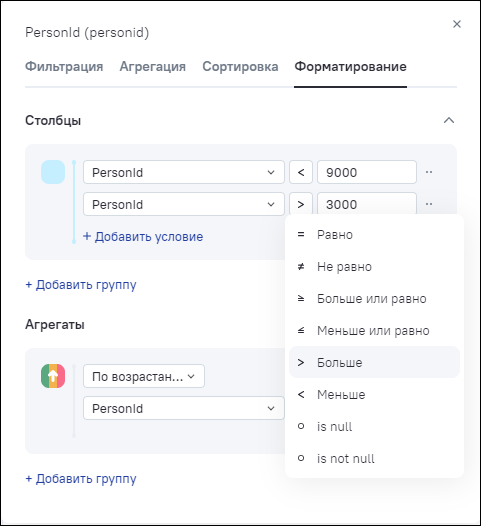 PersonId (personid)
Фильтрация Агрегация Сортировка Форматирование
Столбцы
PersonId < 9000
PersonId > 3000
+ Добавить условие
+ Добавить группу
Агрегаты
По возрастан...
PersonId
+ Добавить группу
= Равно
≠ Не равно
≥ Больше или равно
≤ Меньше или равно
> Больше
< Меньше
is null
is not null